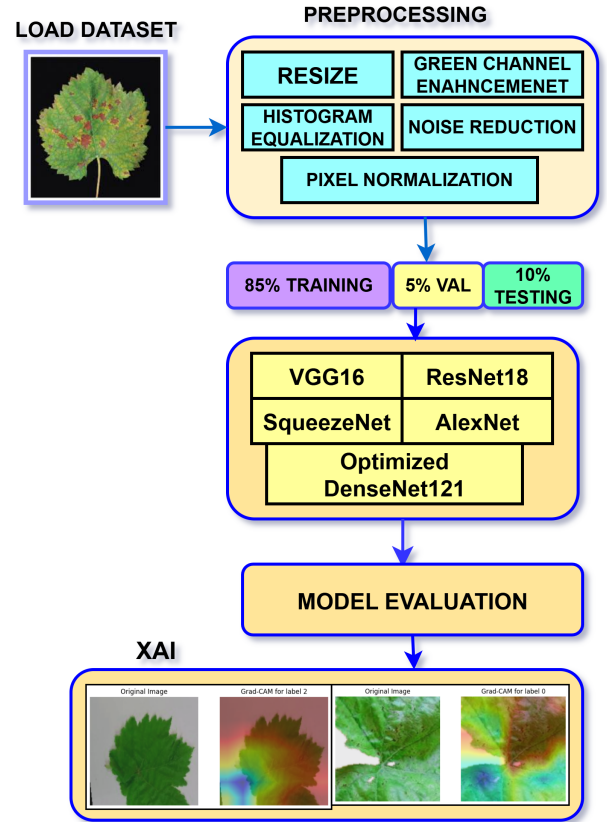 LOAD DATASET
PREPROCESSING
RESIZE
GREEN CHANNEL
ENAHNCEMENET
HISTOGRAM
EQUALIZATION
NOISE REDUCTION
PIXEL NORMALIZATION
85% TRAINING
5% VAL
10%
TESTING
VGG16
ResNet18
SqueezeNet
AlexNet
Optimized
DenseNet121
MODEL EVALUATION
XAI
Original Image
Grad-CAM for label 2
Original Image
Grad-CAM for label 0